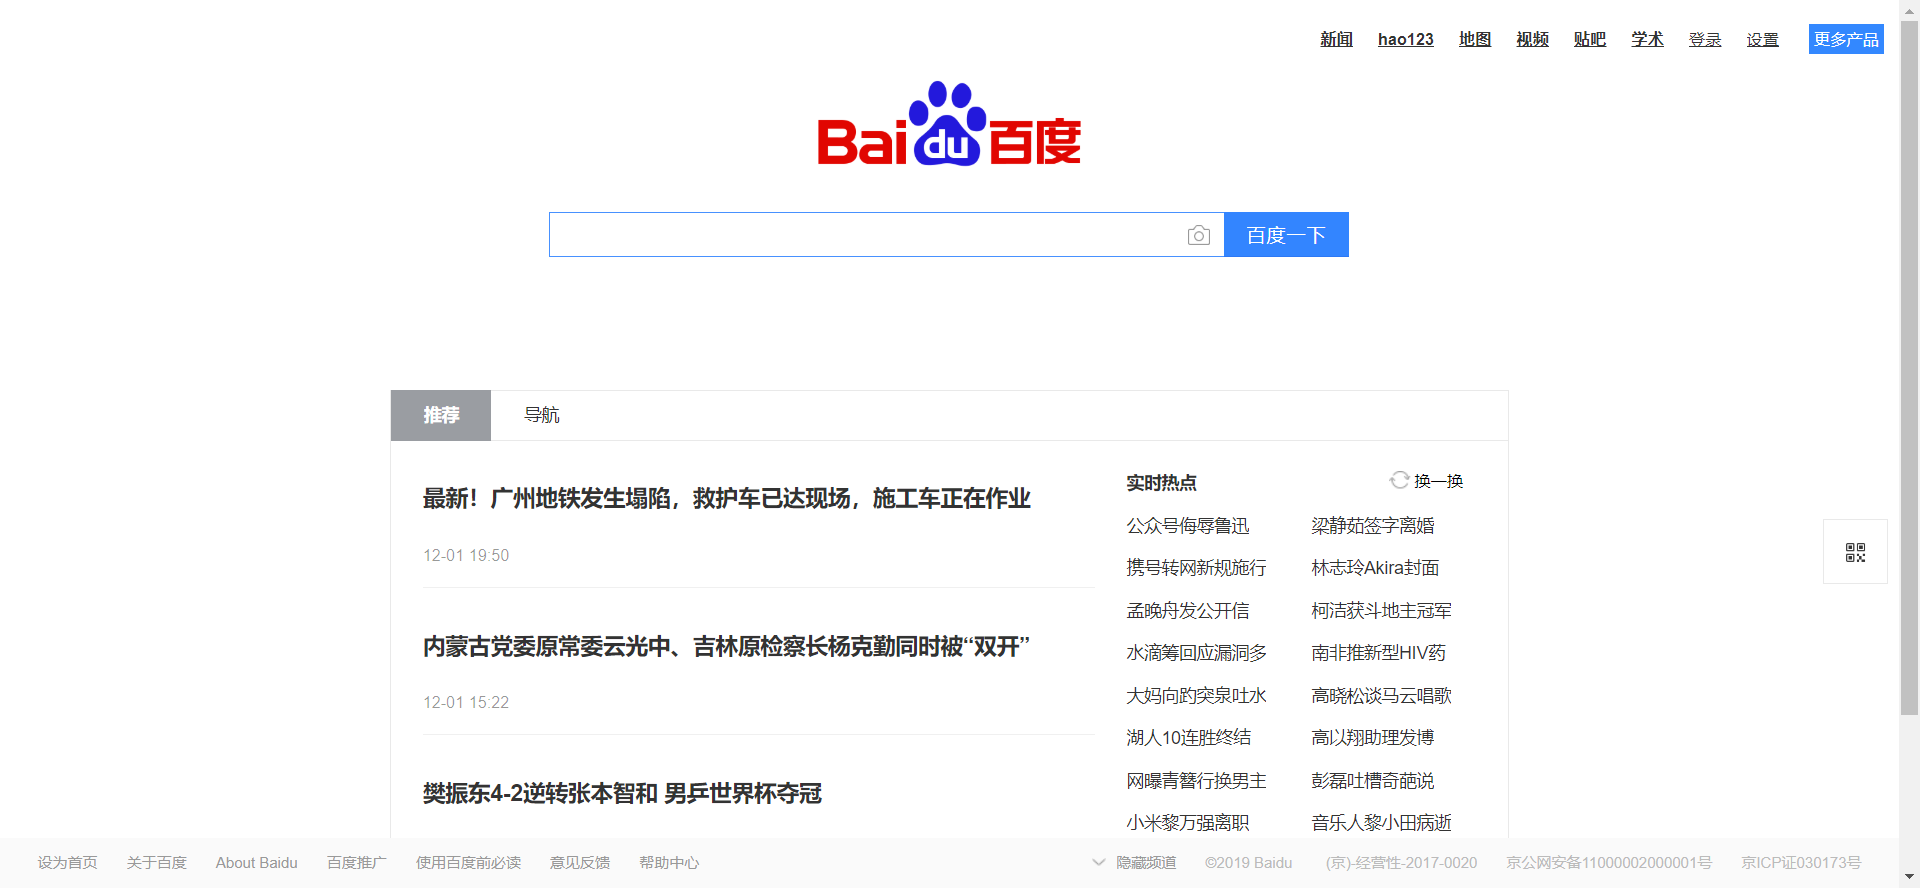 新闻 hao123 地图 视频 贴吧 学术 登录 设置 更多产品
Bai du 百度
百度一下
推荐 导航
最新！广州地铁发生塌陷，救护车已达现场，施工车正在作业
12-01 19:50
内蒙古党委原常委云光中、吉林原检察长杨克勤同时被“双开”
12-01 15:22
樊振东4-2逆转张本智和 男乒世界杯夺冠
实时热点 换一换
公众号侮辱鲁迅 梁静茹签字离婚
携号转网新规施行 林志玲Akira封面
孟晚舟发公开信 柯洁获斗地主冠军
水滴筹回应漏洞多 南非推新型HIV药
大妈向趵突泉吐水 高晓松谈马云唱歌
湖人10连胜终结 高以翔助理发博
网曝青簪行换男主 彭磊吐槽奇葩说
小米黎万强离职 音乐人黎小田病逝
设为首页 关于百度 About Baidu 百度推广 使用百度前必读 意见反馈 帮助中心 隐藏频道 ©2019 Baidu (京)-经营性-2017-0020 京公网安备11000002000001号 京ICP证030173号